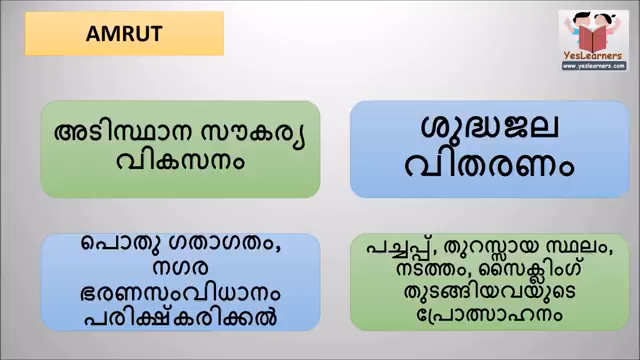 AMRUT
YesLearners
www.yeslearners.com
അടിസ്ഥാന സൗകര്യ
വികസനം
ശുദ്ധജല
വിതരണം
പൊതു ഗതാഗതം,
നഗര
ഭരണസംവിധാനം
പരിക്ഷ്കരിക്കൽ
പച്ചപ്പ്, തുറസ്സായ സ്ഥലം,
നടത്തം, സൈക്ലിംഗ്
തുടങ്ങിയവയുടെ
പ്രോത്സാഹനം